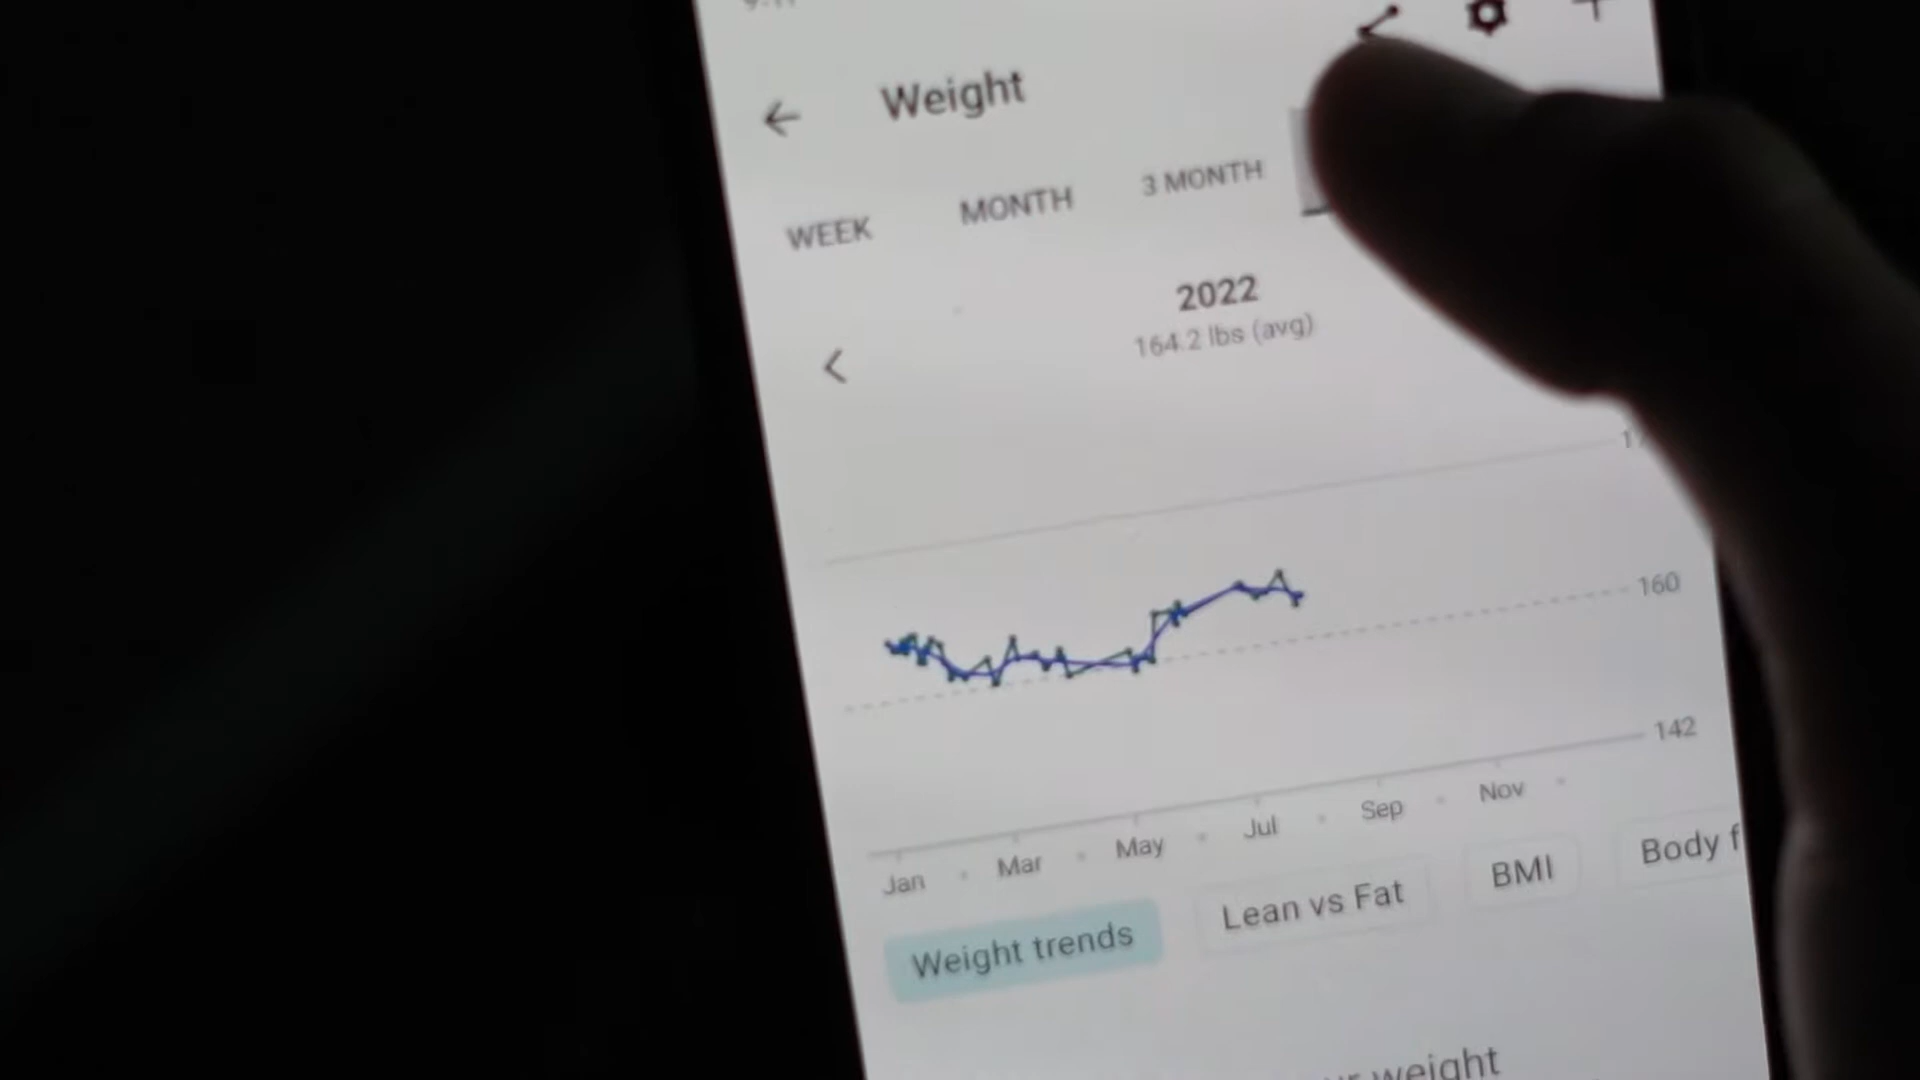 Weight
WEEK MONTH 3 MONTH
2022
164.2 lbs (avg)
160
142
Jan Mar May Jul Sep Nov
Weight trends Lean vs Fat BMI Body f
weight